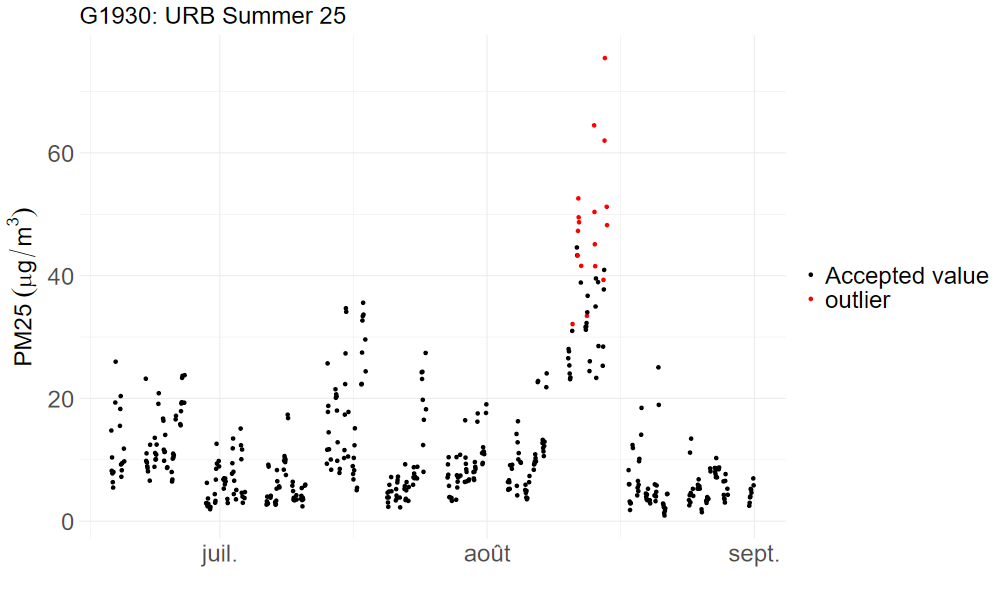 G1930: URB Summer 25
PM25 (μg/m³)
60
40
20
0
juil.
août
sept.
Accepted value
outlier